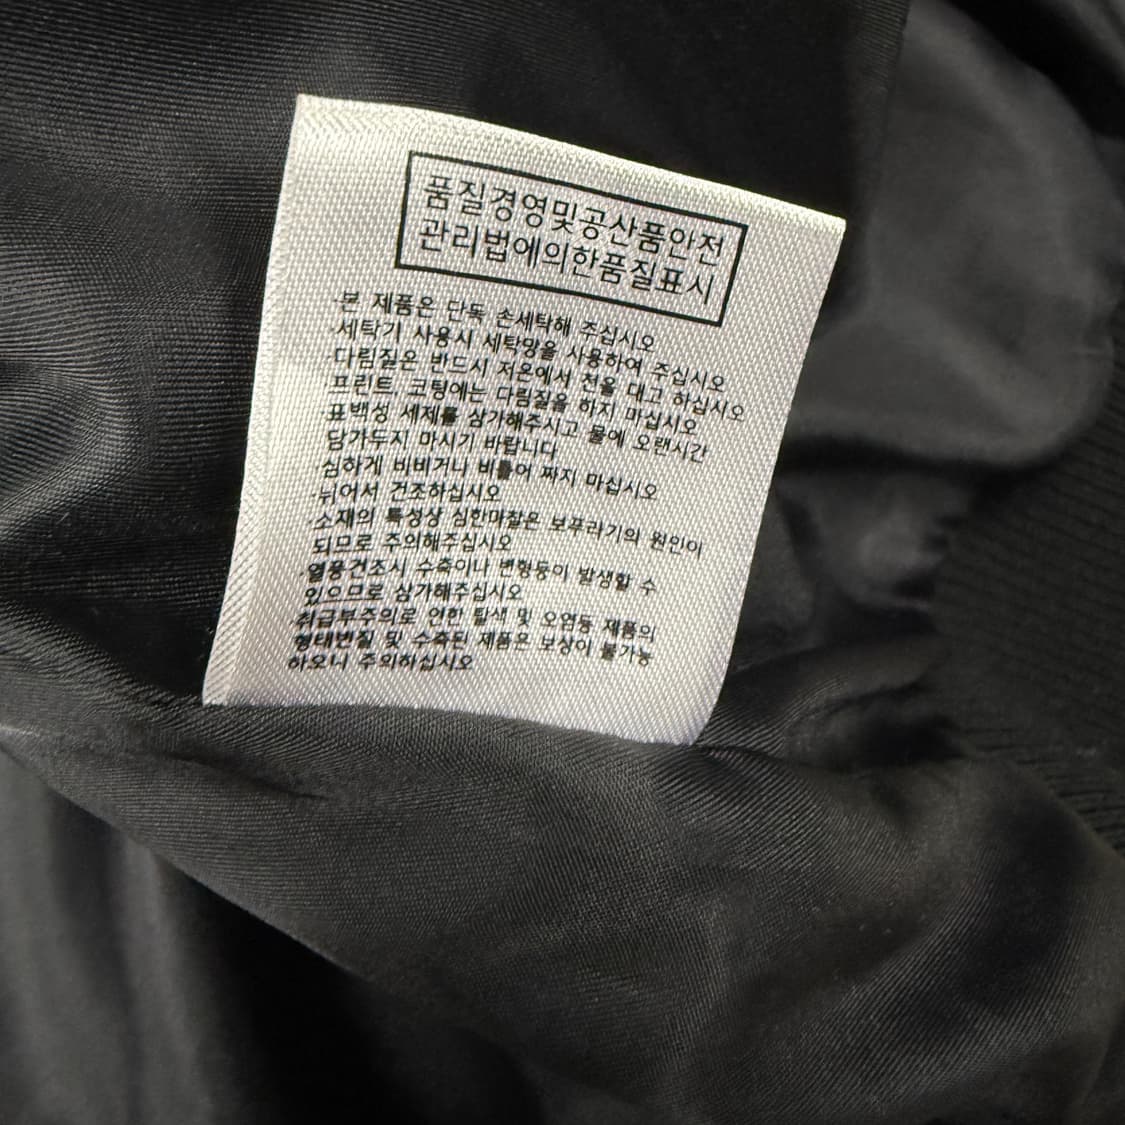 품질경영및공산품안전
관리법에의한품질표시
·본 제품은 단독 손세탁해 주십시오
·세탁기 사용시 세탁망을 사용하여 주십시오
·다림질은 반드시 저온에서 천을 대고 하십시오
프린트, 코팅에는 다림질을 하지 마십시오
·표백성 세제를 삼가해주시고 물에 오랜시간
담가두지 마시기 바랍니다
·심하게 비비거나 비틀어 짜지 마십시오
·뉘어서 건조하십시오
·소재의 특성상 심한마찰은 보푸라기의 원인이
되므로 주의해주십시오
·열풍건조시 수축이나 변형등이 발생할 수
있으므로 삼가해주십시오
취급부주의로 인한 탈색 및 오염등 제품의
형태변질 및 수축된 제품은 보상이 불가능
하오니 주의하십시오